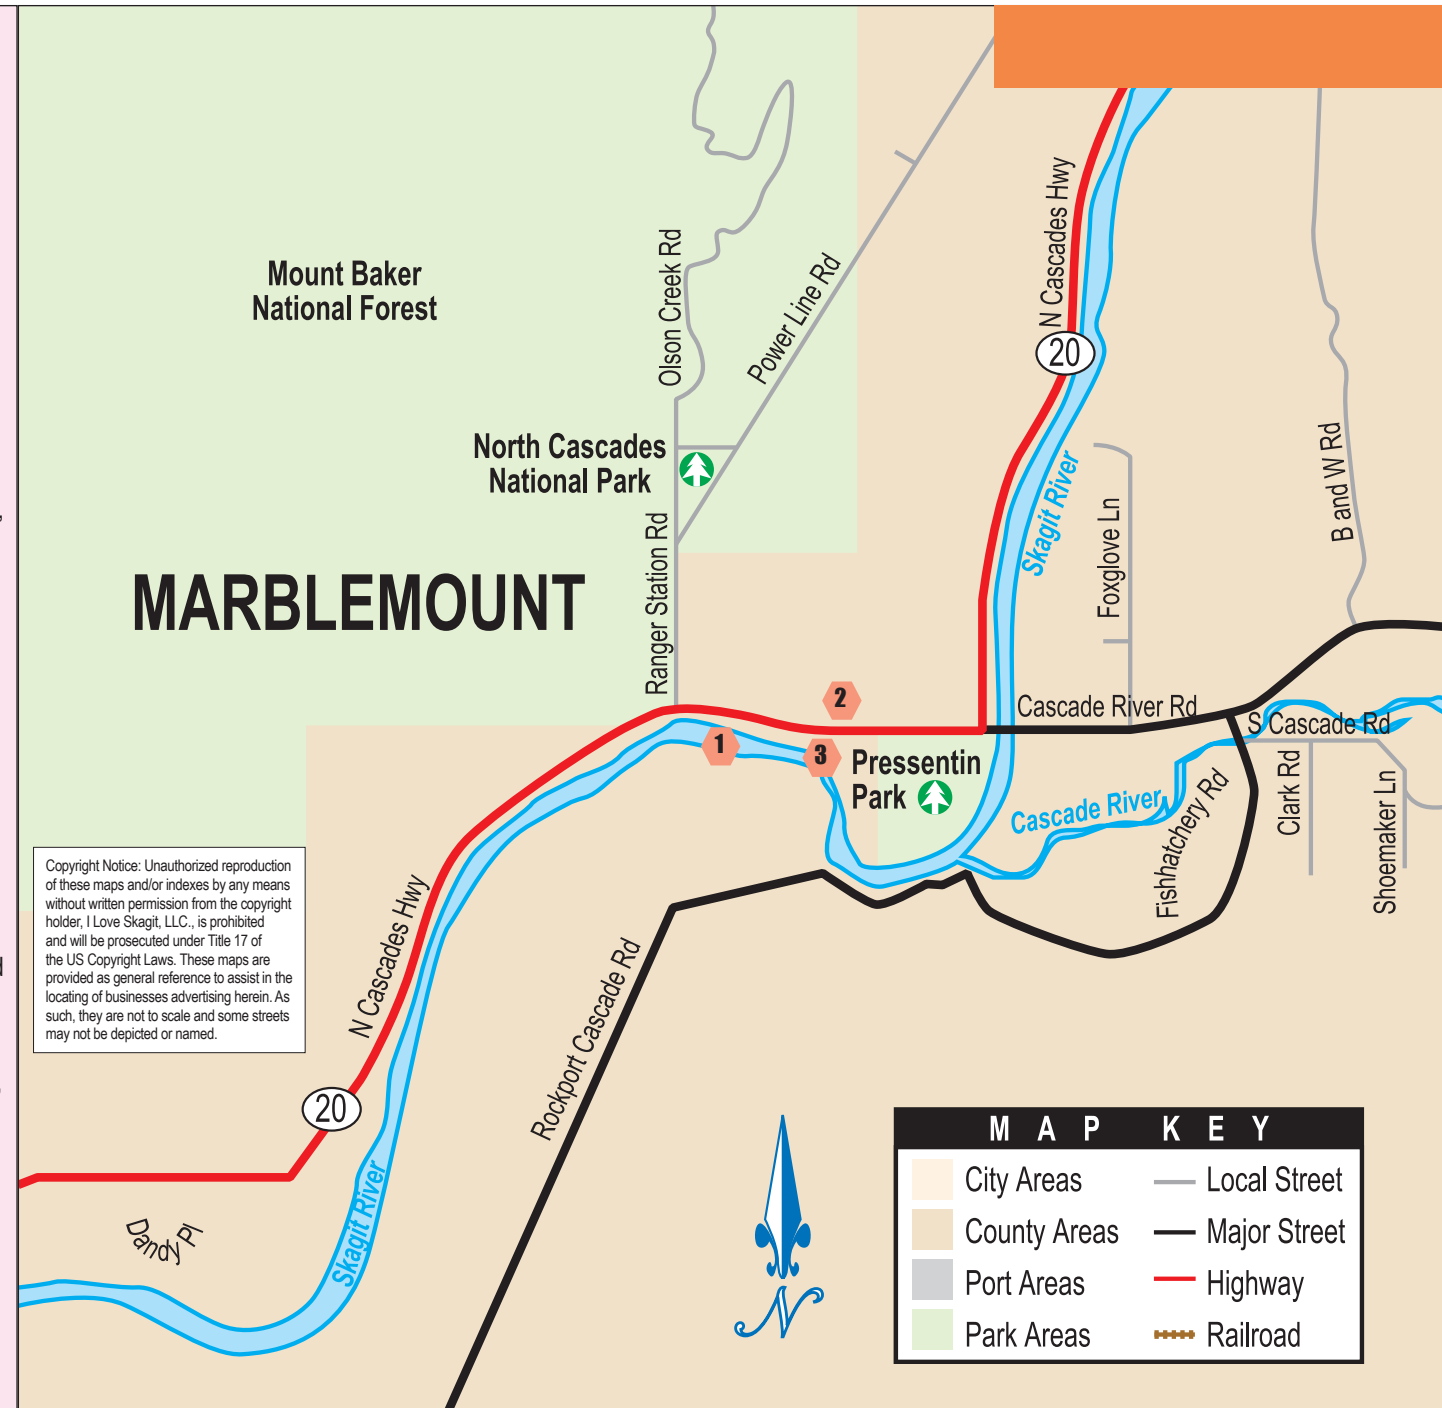 Mount Baker
National Forest
Olson Creek Rd
Power Line Rd
N Cascades Hwy
20
North Cascades
National Park
Skagit River
Foxglove Ln
B and W Rd
MARBLEMOUNT
Ranger Station Rd
2
Cascade River Rd
S Cascade Rd
1
3
Pressentin
Park
Cascade River
Fishhatchery Rd
Clark Rd
Shoemaker Ln
Copyright Notice: Unauthorized reproduction
of these maps and/or indexes by any means
without written permission from the copyright
holder, I Love Skagit, LLC., is prohibited
and will be prosecuted under Title 17 of
the US Copyright Laws. These maps are
provided as general reference to assist in the
locating of businesses advertising herein. As
such, they are not to scale and some streets
may not be depicted or named.
N Cascades Hwy
Rockport Cascade Rd
20
Skagit River
Dandy Pl
N
MAP KEY
City Areas
County Areas
Port Areas
Park Areas
Local Street
Major Street
Highway
Railroad